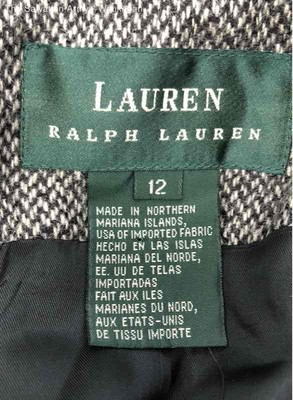 LAUREN
RALPH LAUREN
12
MADE IN NORTHERN
MARIANA ISLANDS,
USA OF IMPORTED FABRIC
HECHO EN LAS ISLAS
MARIANA DEL NORDE,
EE. UU DE TELAS
IMPORTADAS
FAIT AUX ILES
MARIANES DU NORD,
AUX ETATS-UNIS
DE TISSU IMPORTE